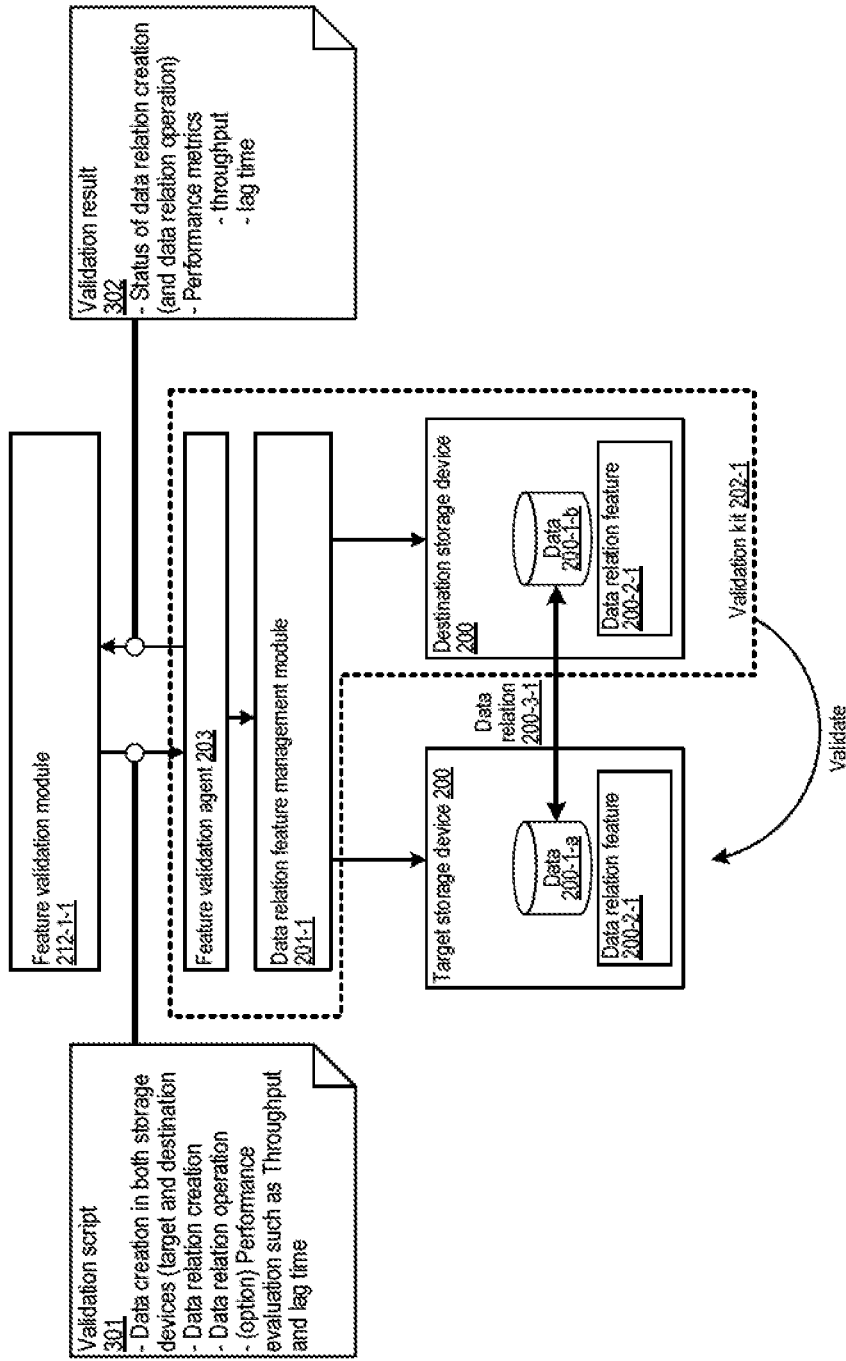 Validation script
301
- Data creation in both storage
devices (target and destination
- Data relation creation
- Data relation operation
- (option) Performance
evaluation such as Throughput
and lag time
Feature validation module
212-1-1
Validation result
302
- Status of data relation creation
(and data relation operation)
- Performance metrics
- throughput
- lag time
Feature validation agent 203
Data relation feature management module
201-1
Target storage device 200
Data
200-1-a
Data relation feature
200-2-1
Data
relation
200-3-1
Destination storage device
200
Data
200-1-b
Data relation feature
200-2-1
Validation kit 202-1
Validate